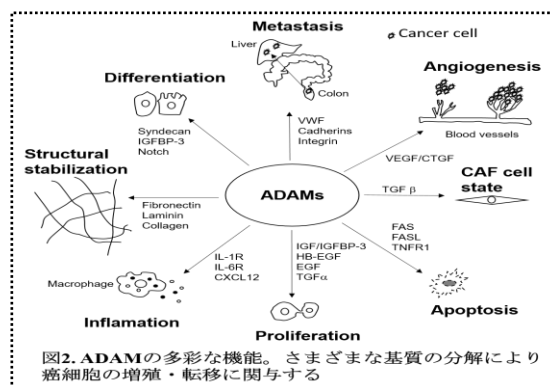 Metastasis
Cancer cell
Liver
Colon
Differentiation
Angiogenesis
Syndecan
IGFBP-3
Notch
VWF
Cadherins
Integrin
Blood vessels
VEGF/CTGF
Structural
stabilization
ADAMs
TGF β
CAF cell
state
Fibronectin
Laminin
Collagen
IL-1R
IL-6R
CXCL12
IGF/IGFBP-3
HB-EGF
EGF
TGFα
FAS
FASL
TNFR1
Macrophage
Inflamation
Proliferation
Apoptosis
図2. ADAMの多彩な機能。さまざまな基質の分解により
癌細胞の増殖・転移に関与する